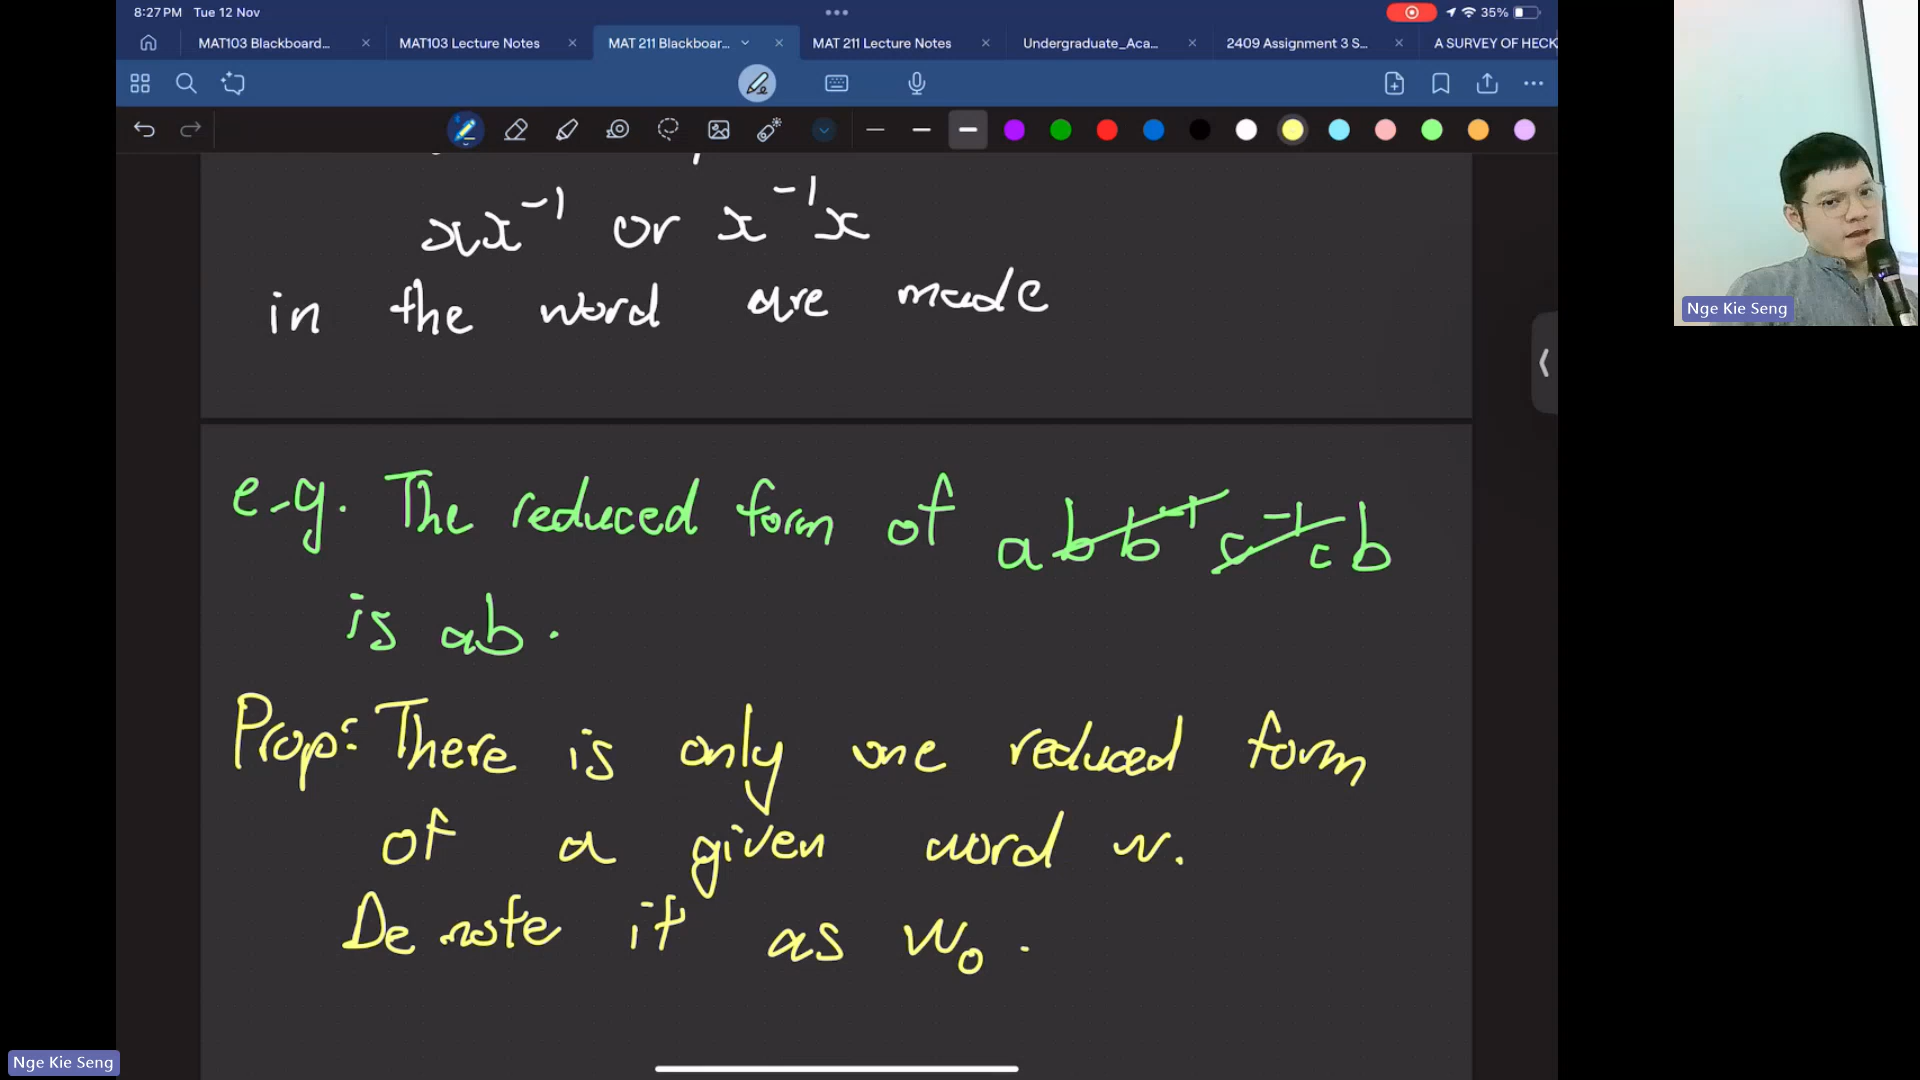 8:27 PM Tue 12 Nov
35%
MAT103 Blackboard...
MAT103 Lecture Notes
MAT 211 Blackboar...
MAT 211 Lecture Notes
Undergraduate_Aca...
2409 Assignment 3 S...
A SURVEY OF HECK
xx⁻¹ or x⁻¹x
in the word are made
e.g. The reduced form of abb⁻¹c⁻¹cb
is ab.
Prop: There is only one reduced form
of a given word w.
Denote it as w₀.
Nge Kie Seng
Nge Kie Seng